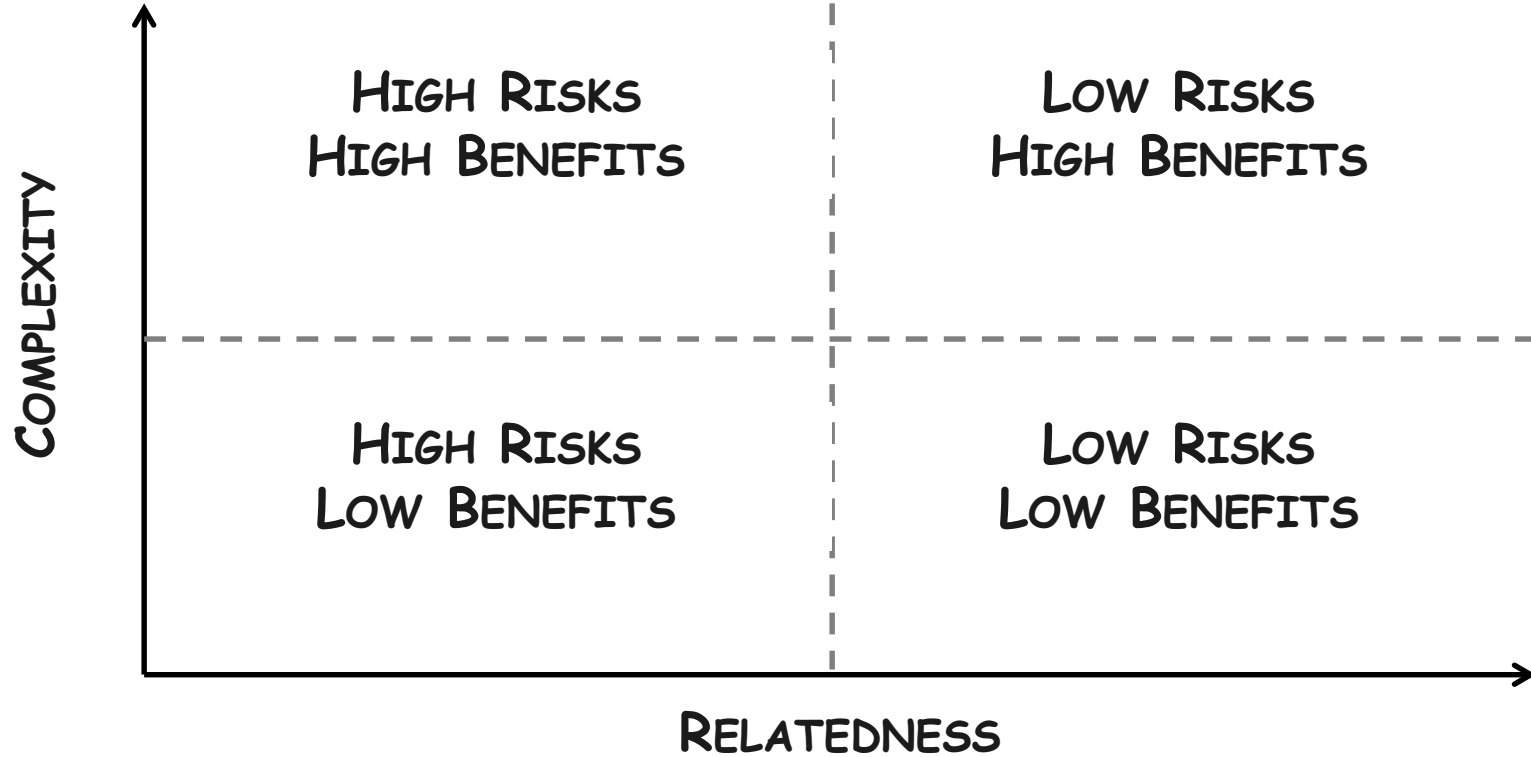 High Risks
High Benefits
Low Risks
High Benefits
Complexity
High Risks
Low Benefits
Low Risks
Low Benefits
Relatedness